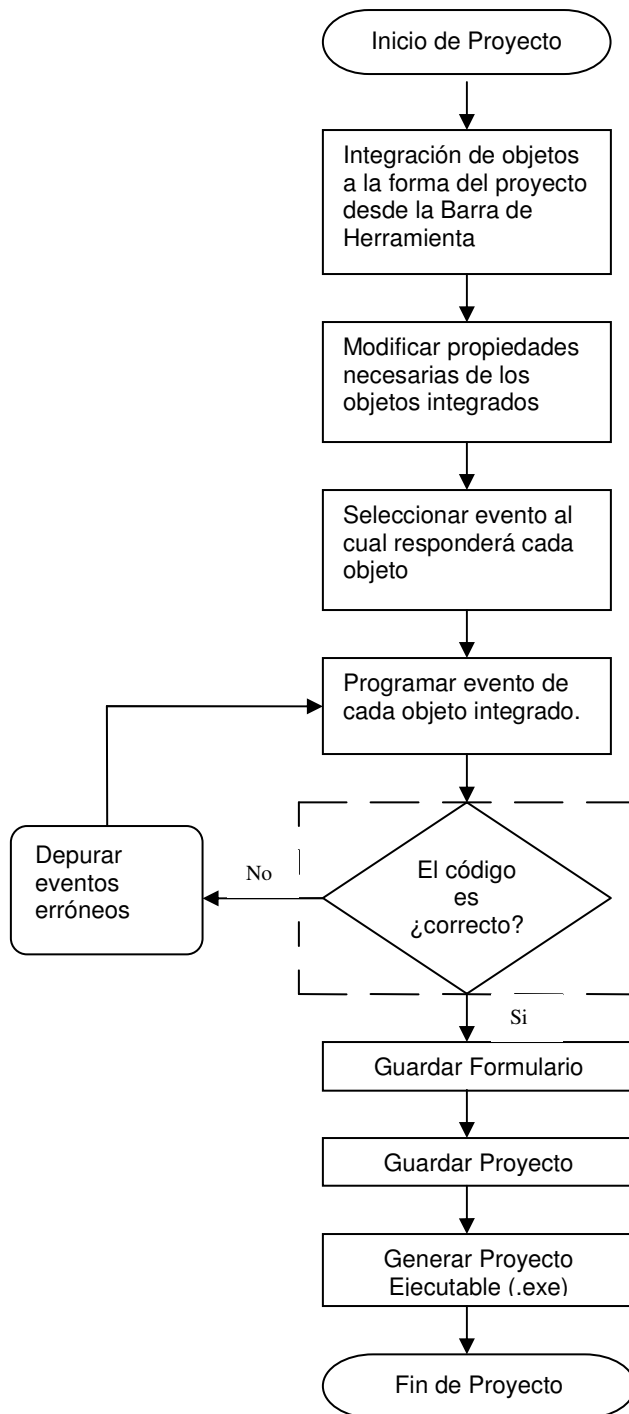 Inicio de Proyecto
Integración de objetos
a la forma del proyecto
desde la Barra de
Herramienta
Modificar propiedades
necesarias de los
objetos integrados
Seleccionar evento al
cual responderá cada
objeto
Programar evento de
cada objeto integrado.
Depurar
eventos
erróneos
No
El código
es
¿correcto?
Si
Guardar Formulario
Guardar Proyecto
Generar Proyecto
Ejecutable (.exe)
Fin de Proyecto